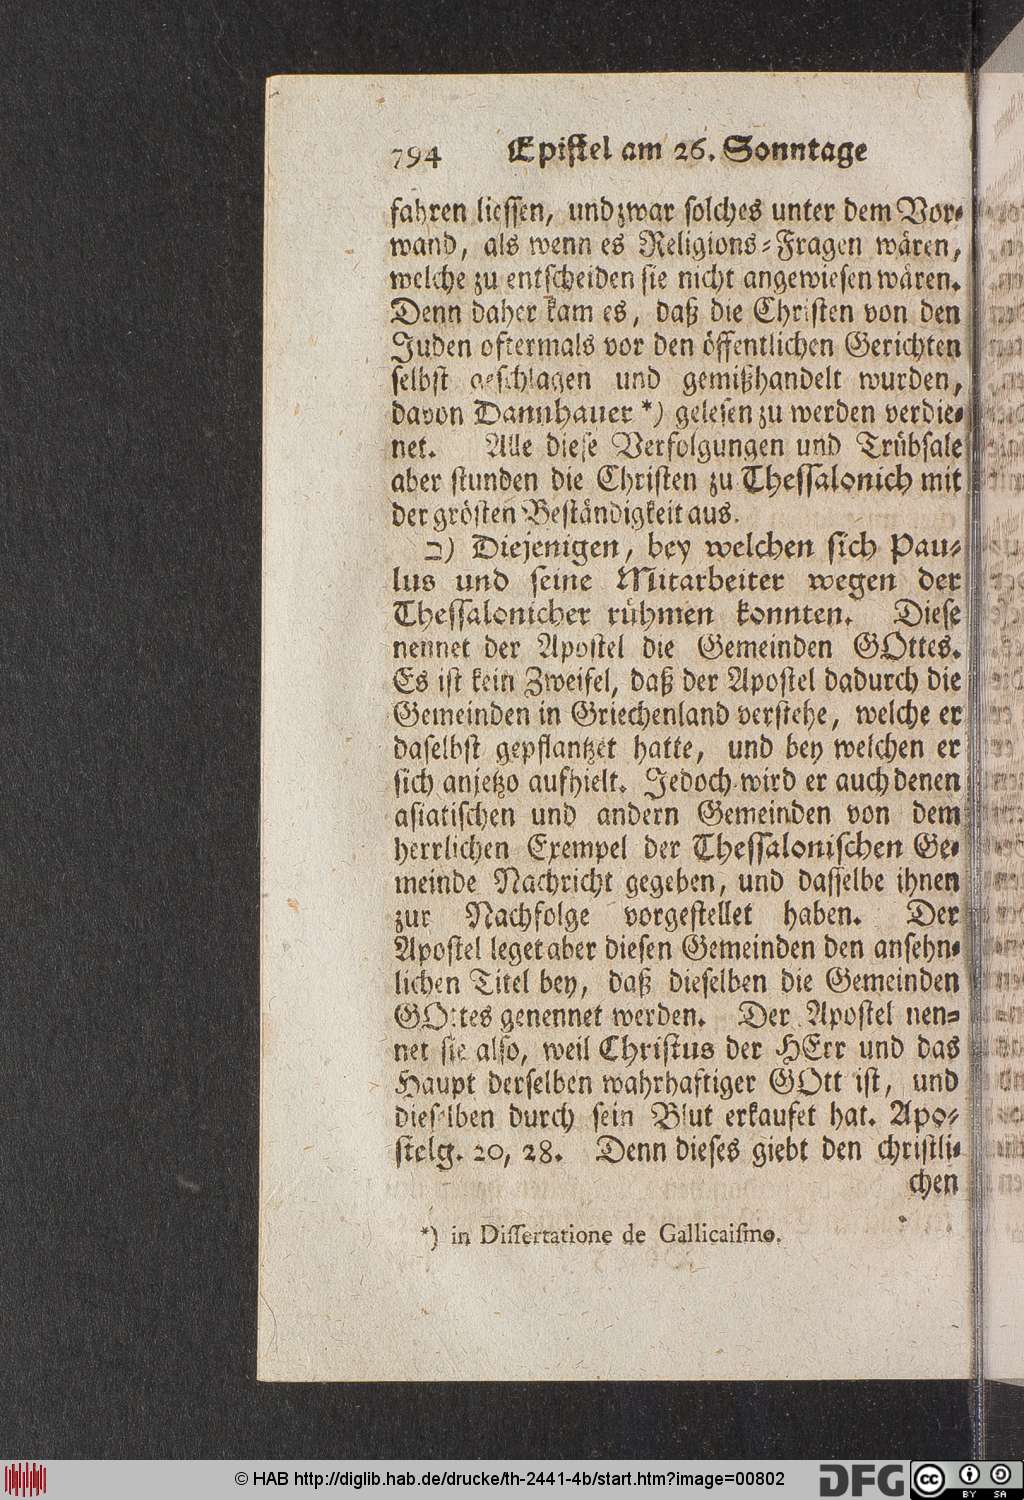 794 Epistel am 26. Sonntage
fahren liessen, und zwar solches unter dem Vor-
wand, als wenn es Religions-Fragen wären,
welche zu entscheiden sie nicht angewiesen wären.
Denn daher kam es, daß die Christen von den
Juden oftermals vor den öffentlichen Gerichten
selbst geschlagen und gemißhandelt wurden,
davon Dannhauer *) gelesen zu werden verdie-
net. Alle diese Verfolgungen und Trübsale
aber stunden die Christen zu Thessalonich mit
der grösten Beständigkeit aus.
ב) Diejenigen, bey welchen sich Pau-
lus und seine Mitarbeiter wegen der
Thessalonicher rühmen konnten. Diese
nennet der Apostel die Gemeinden GOttes.
Es ist kein Zweifel, daß der Apostel dadurch die
Gemeinden in Griechenland verstehe, welche er
daselbst gepflantzet hatte, und bey welchen er
sich anjetzo aufhielt. Jedoch wird er auch denen
asiatischen und andern Gemeinden von dem
herrlichen Exempel der Thessalonischen Ge-
meinde Nachricht gegeben, und dasselbe ihnen
zur Nachfolge vorgestellet haben. Der
Apostel leget aber diesen Gemeinden den ansehn-
lichen Titel bey, daß dieselben die Gemeinden
GOttes genennet werden. Der Apostel nen-
net sie also, weil Christus der HErr und das
Haupt derselben wahrhaftiger GOtt ist, und
dieselben durch sein Blut erkaufet hat. Apo-
stelg. 20, 28. Denn dieses giebt den christli-
chen
*) in Dissertatione de Gallicaismo.
© HAB http://diglib.hab.de/drucke/th-2441-4b/start.htm?image=00802
DFG
cc
BY SA